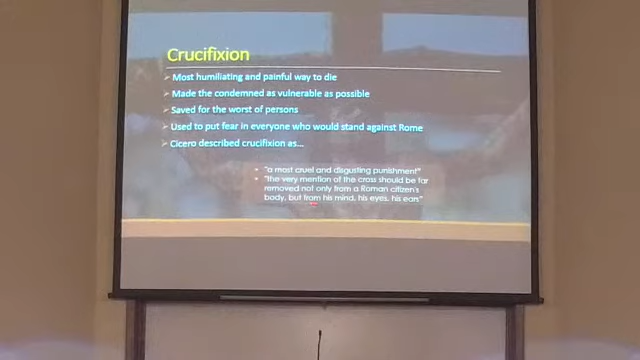 Crucifixion
Most humiliating and painful way to die
Made the condemned as vulnerable as possible
Saved for the worst of persons
Used to put fear in everyone who would stand against Rome
Cicero described crucifixion as...
"a most cruel and disgusting punishment!"
"the very mention of the cross should be far
removed not only from a Roman citizen's
body, but from his mind, his eyes, his ears"